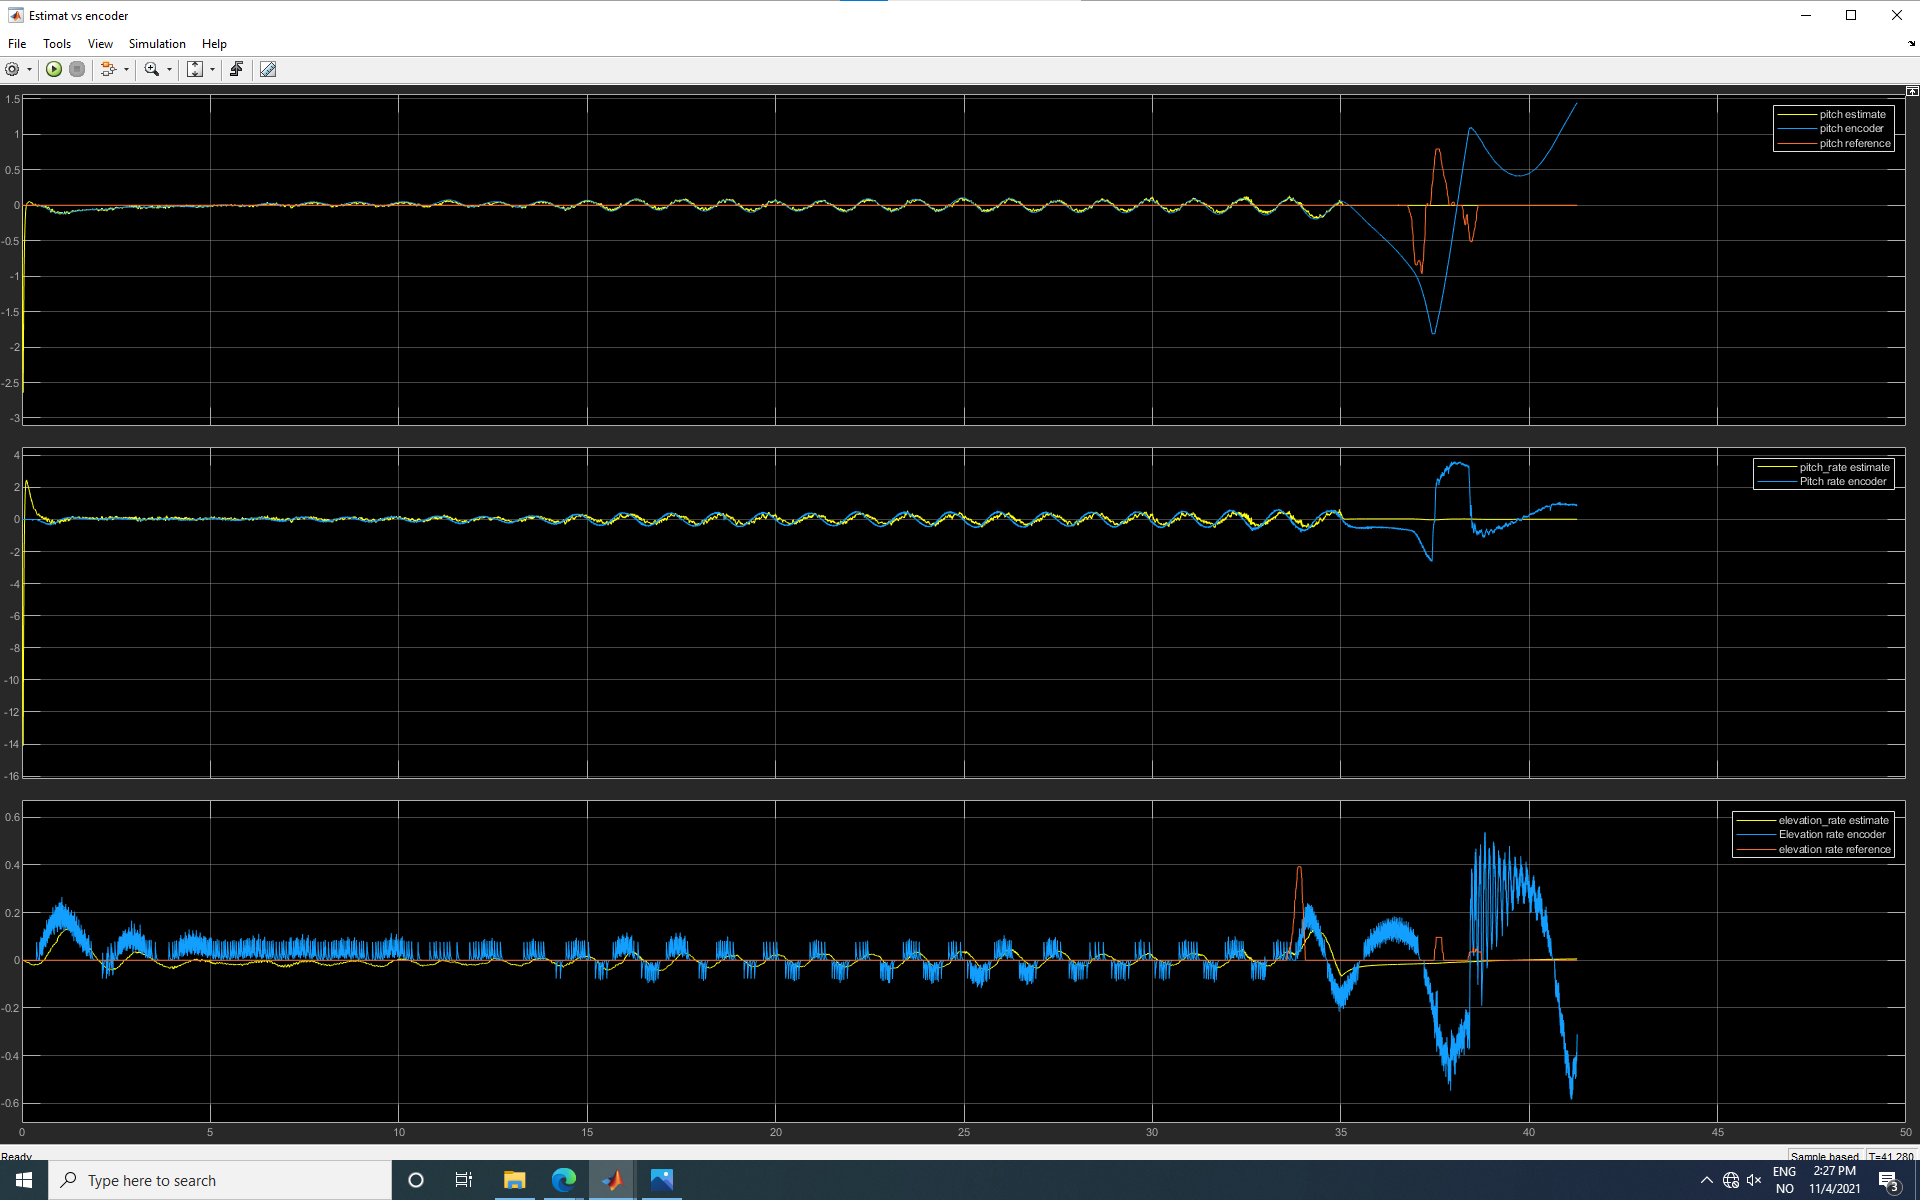 Estimat vs encoder
File Tools View Simulation Help
1.5
1
0.5
0
-0.5
-1
-1.5
-2
-2.5
-3
pitch estimate
pitch encoder
pitch reference
4
2
0
-2
-4
-6
-8
-10
-12
-14
-16
pitch_rate estimate
Pitch rate encoder
0.6
0.4
0.2
0
-0.2
-0.4
-0.6
elevation_rate estimate
Elevation rate encoder
elevation rate reference
0 5 10 15 20 25 30 35 40 45 50
Ready
Sample based T=41.280
Type here to search
ENG
NO
2:27 PM
11/4/2021
3